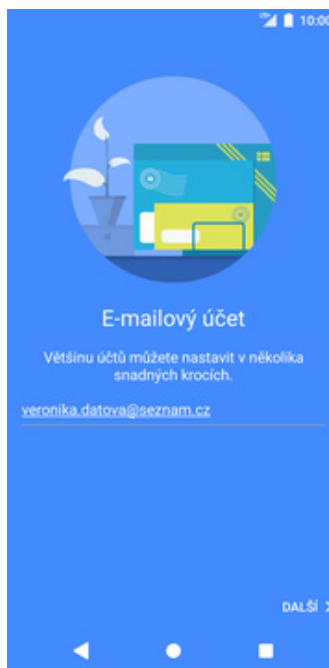 10:00
E-mailový účet
Většinu účtů můžete nastavit v několika
snadných krocích.
veronika.datova@seznam.cz
DALŠÍ